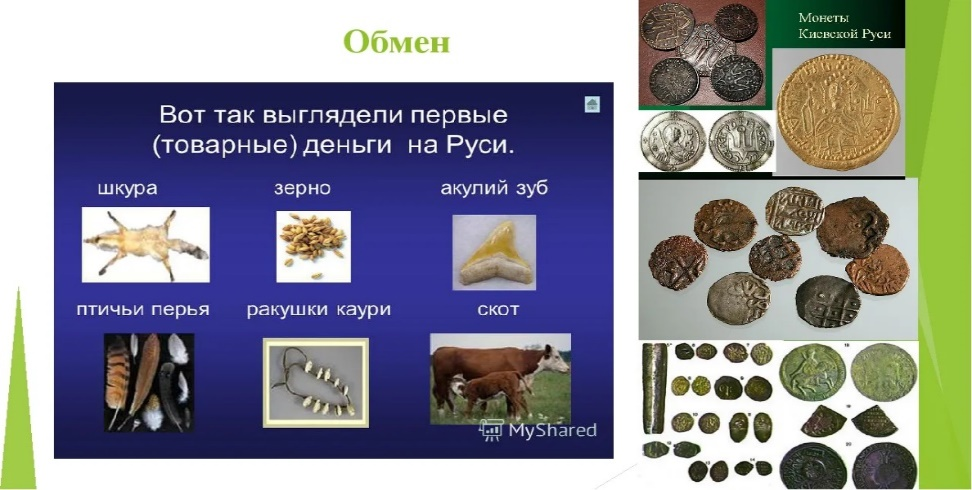 Обмен
Вот так выглядели первые
(товарные) деньги на Руси.
шкура зерно акулий зуб
птичьи перья ракушки каури скот
MyShared
Монеты
Киевской Руси